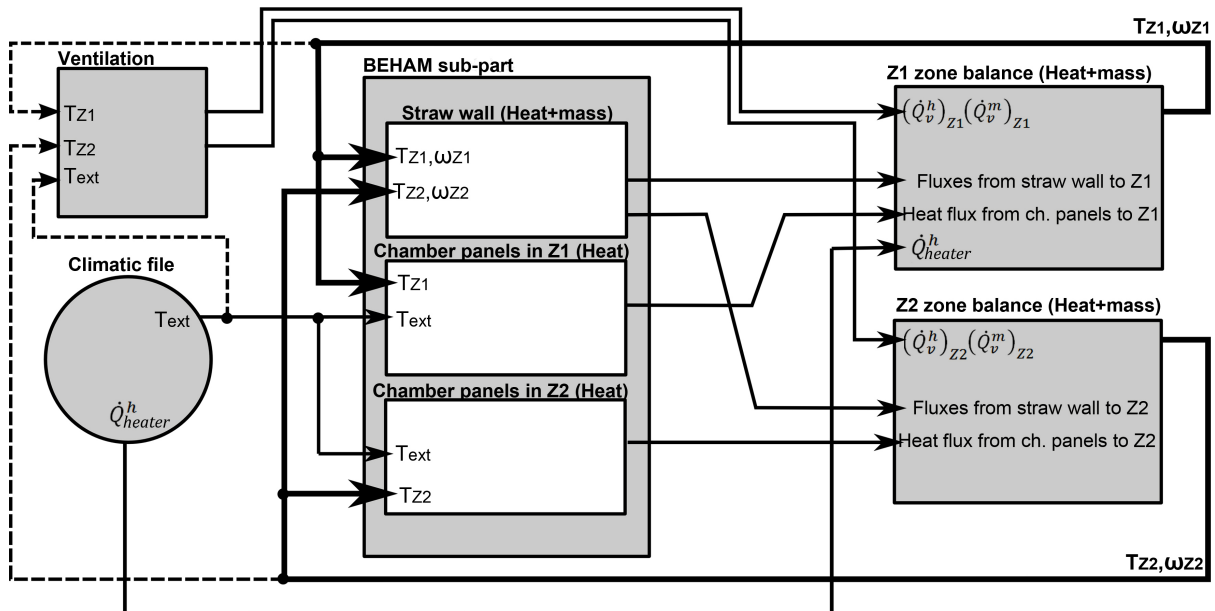 Tz1,ωz1
Ventilation
Tz1
Tz2
Text
BEHAM sub-part
Straw wall (Heat+mass)
Tz1,ωz1
Tz2,ωz2
Chamber panels in Z1 (Heat)
Tz1
Text
Chamber panels in Z2 (Heat)
Text
Tz2
Climatic file
Text
Q̇ʰheater
Z1 zone balance (Heat+mass)
(Q̇ᵥʰ)Z1(Q̇ᵥᵐ)Z1
Fluxes from straw wall to Z1
Heat flux from ch. panels to Z1
Q̇ʰheater
Z2 zone balance (Heat+mass)
(Q̇ᵥʰ)Z2(Q̇ᵥᵐ)Z2
Fluxes from straw wall to Z2
Heat flux from ch. panels to Z2
Tz2,ωz2